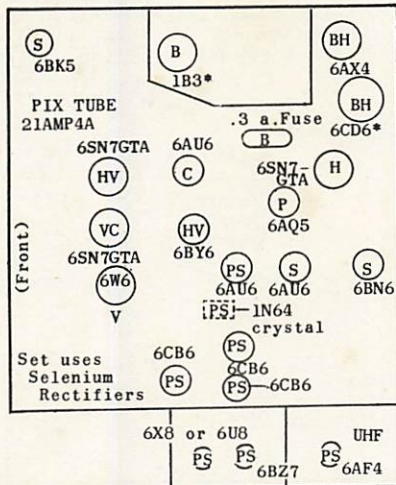 S
6BK5
B
1B3*
BH
6AX4
BH
6CD6*
PIX TUBE
21AMP4A
.3 a.Fuse
B
6SN7GTA
HV
6AU6
C
6SN7-
GTA
H
P
6AQ5
(Front)
VC
6SN7GTA
HV
6BY6
6W6
V
PS
6AU6
S
6AU6
S
6BN6
PS
1N64
crystal
PS
6CB6
Set uses
Selenium
Rectifiers
6CB6
PS
PS
6CB6
6X8 or 6U8
PS
PS
6BZ7
UHF
PS
6AF4